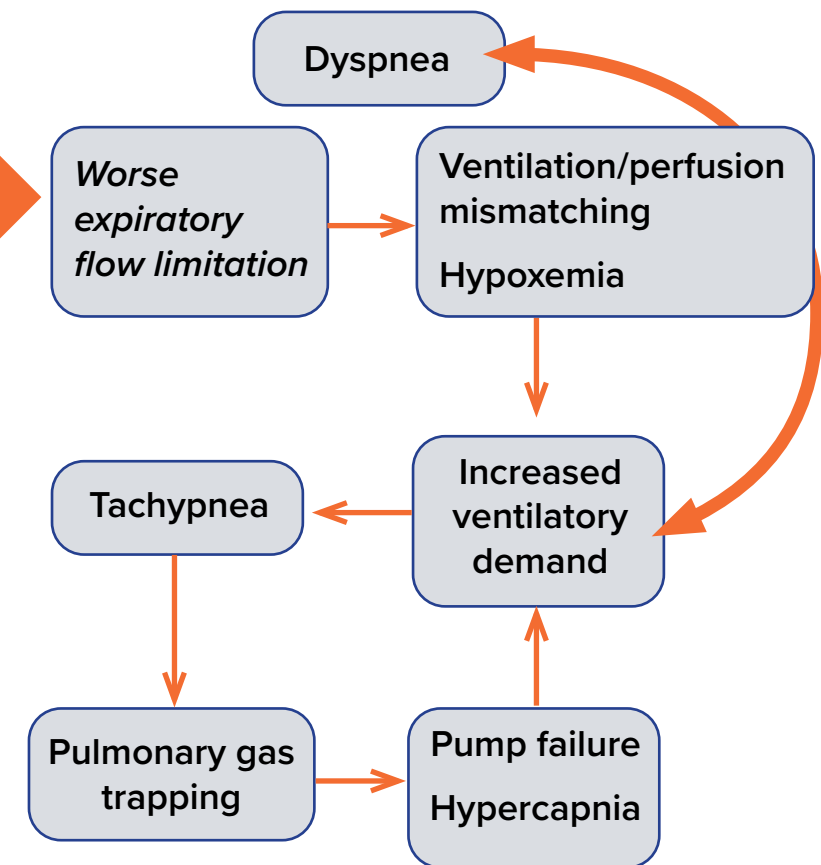 Dyspnea
Worse
expiratory
flow limitation
Ventilation/perfusion
mismatching
Hypoxemia
Increased
ventilatory
demand
Tachypnea
Pulmonary gas
trapping
Pump failure
Hypercapnia